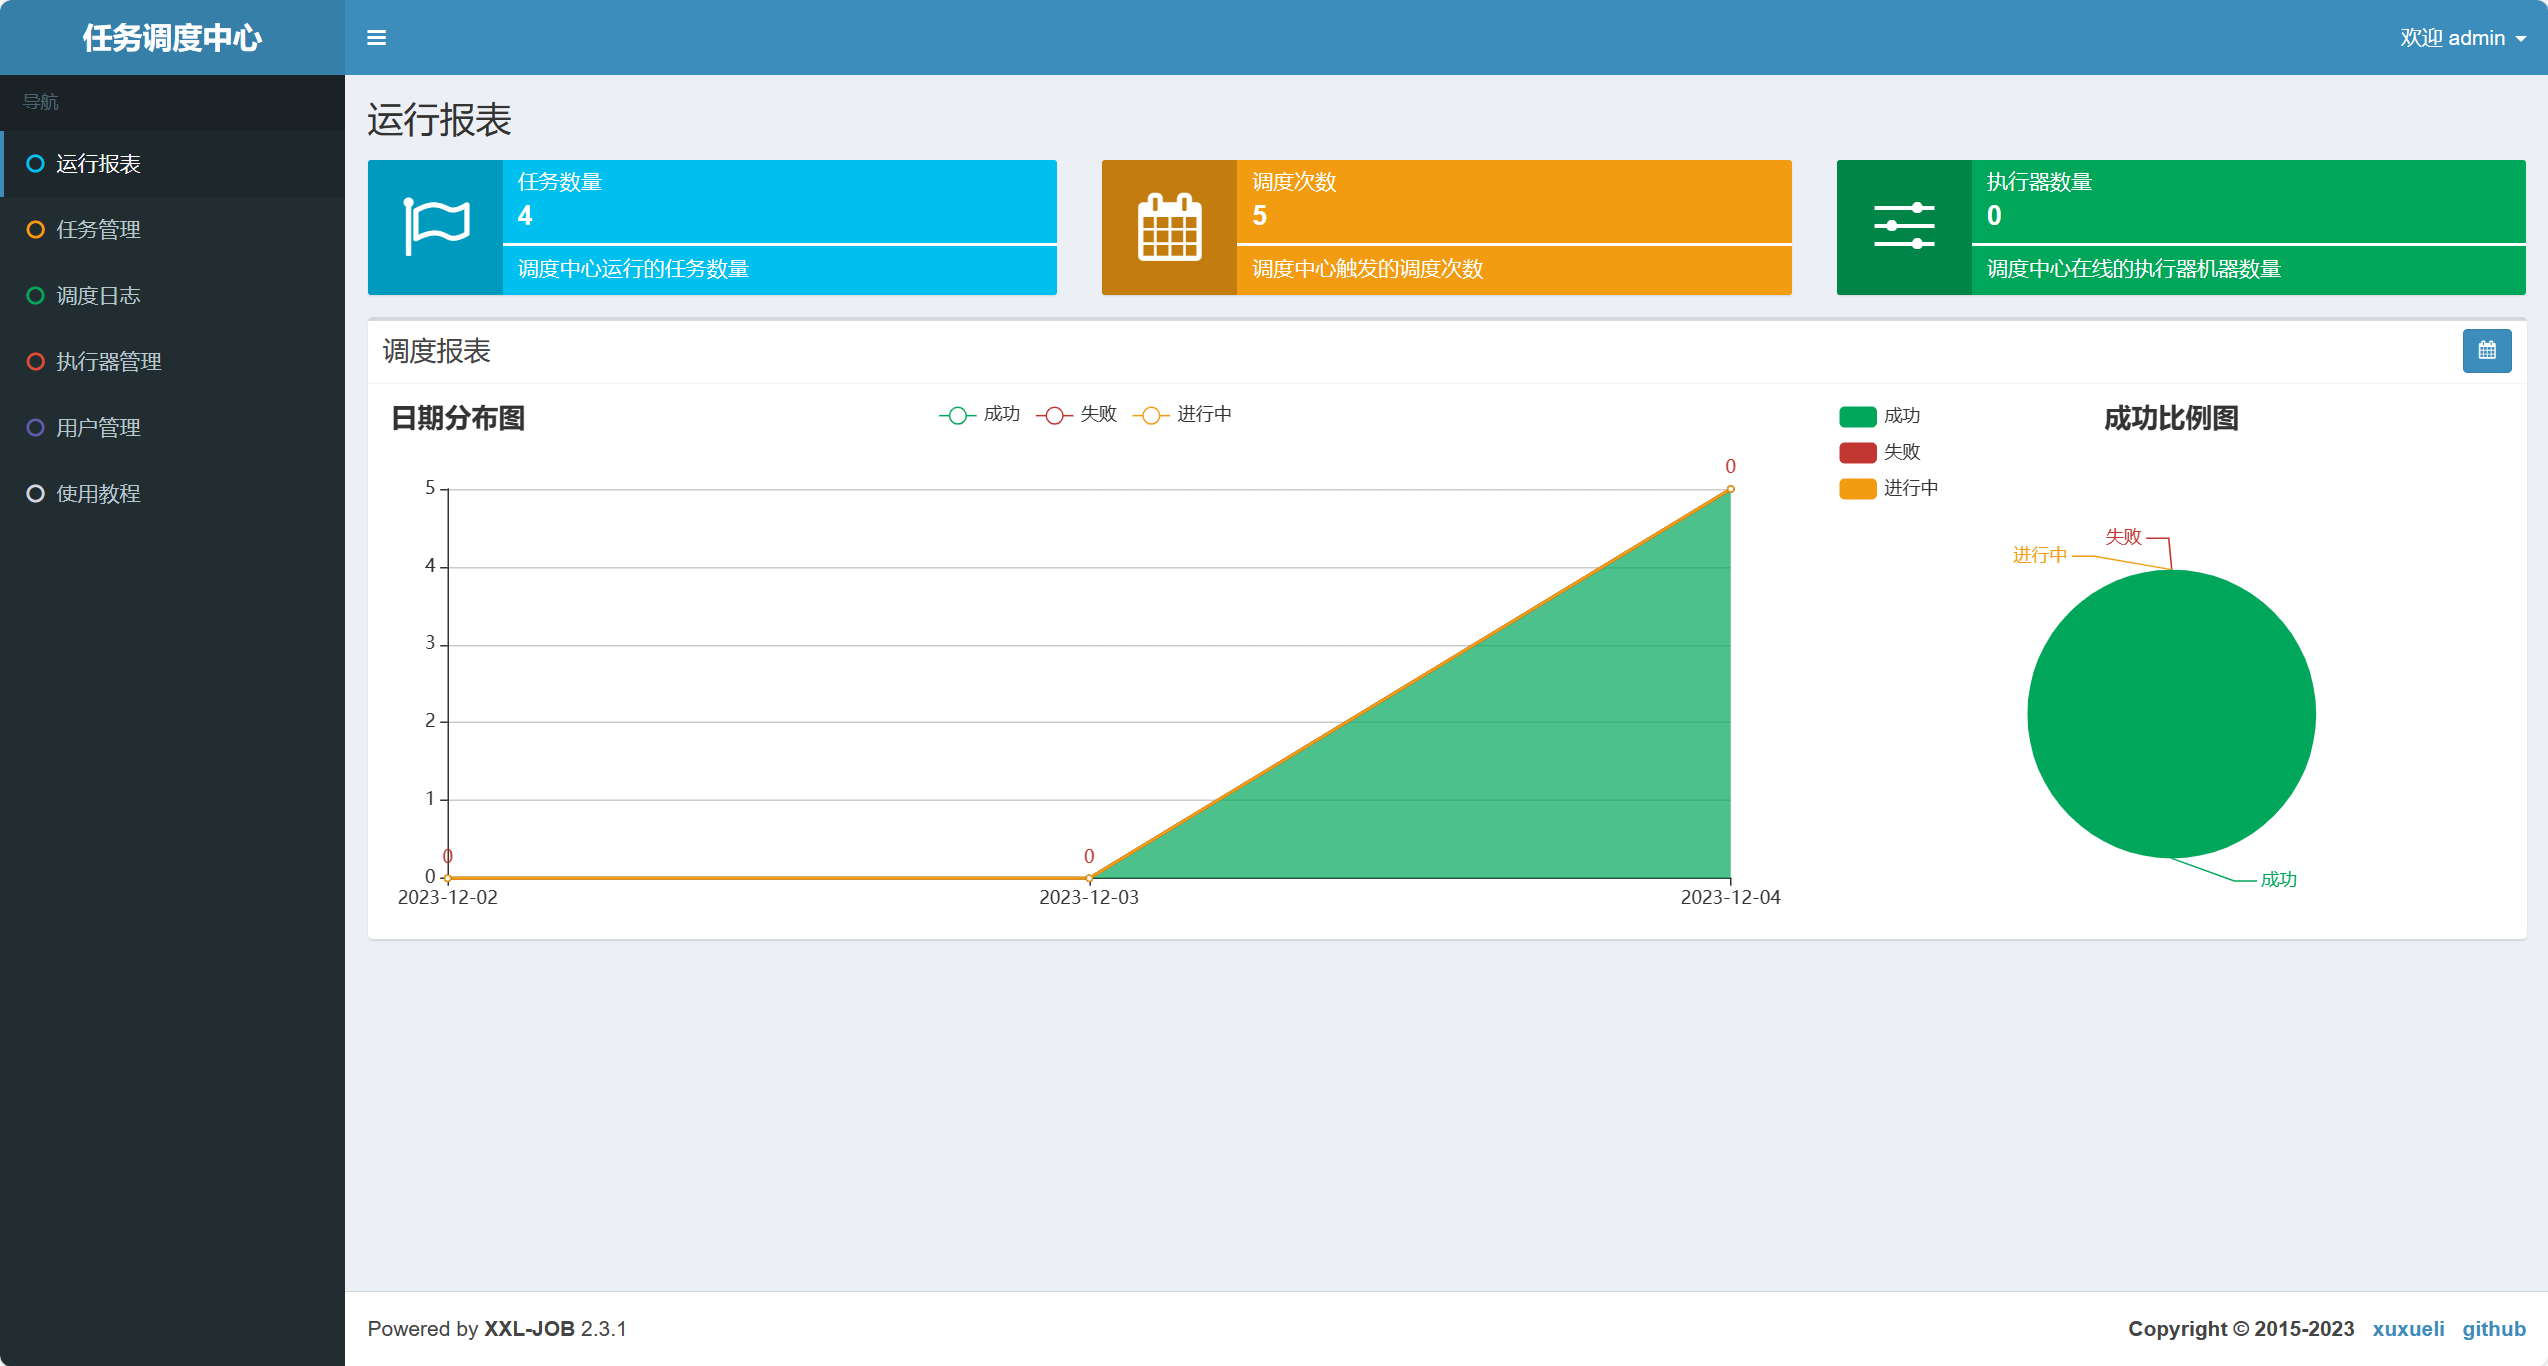 任务调度中心
欢迎 admin
导航
运行报表
任务管理
调度日志
执行器管理
用户管理
使用教程
运行报表
任务数量
4
调度中心运行的任务数量
调度次数
5
调度中心触发的调度次数
执行器数量
0
调度中心在线的执行器机器数量
调度报表
日期分布图
成功 失败 进行中
0
5
4
3
2
1
0
0
0
2023-12-02 2023-12-03 2023-12-04
成功
失败
进行中
成功比例图
失败
进行中
成功
Powered by XXL-JOB 2.3.1
Copyright © 2015-2023 xuxueli github